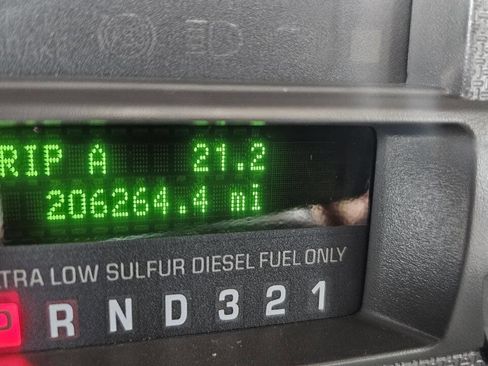 RIP A 21.2
206264.4 mi
TRA LOW SULFUR DIESEL FUEL ONLY
R N D 3 2 1